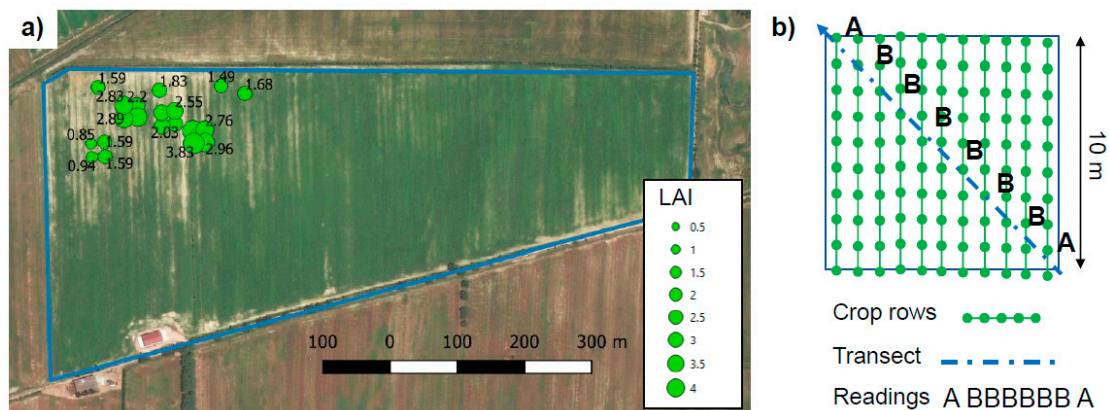 a)
1.59
1.83
1.49
1.68
2.83
2.2
2.55
2.89
2.03
2.76
0.85
1.59
3.83
2.96
0.94
1.59
LAI
0.5
1
1.5
2
2.5
3
3.5
4
100 0 100 200 300 m
b)
A
B
B
B
B
B
B
A
10 m
Crop rows
Transect
Readings A BBBBBB A